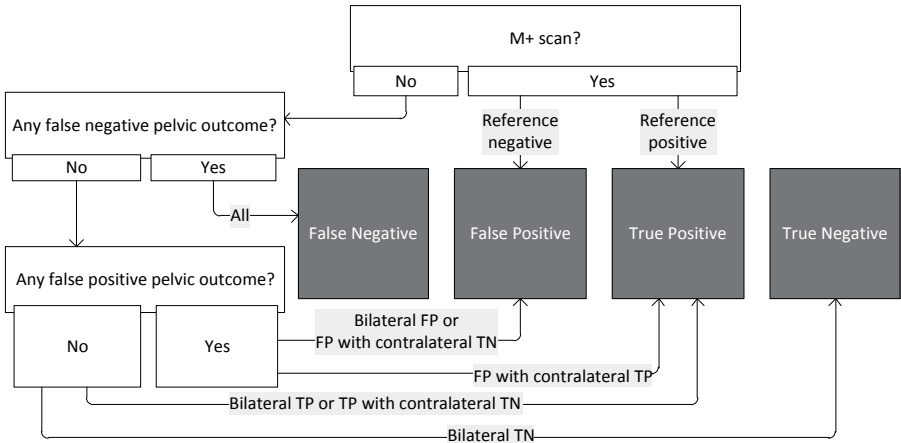 M+ scan?
No
Yes
Any false negative pelvic outcome?
No
Yes
Reference
negative
Reference
positive
All
False Negative
False Positive
True Positive
True Negative
Any false positive pelvic outcome?
No
Yes
Bilateral FP or
FP with contralateral TN
FP with contralateral TP
Bilateral TP or TP with contralateral TN
Bilateral TN